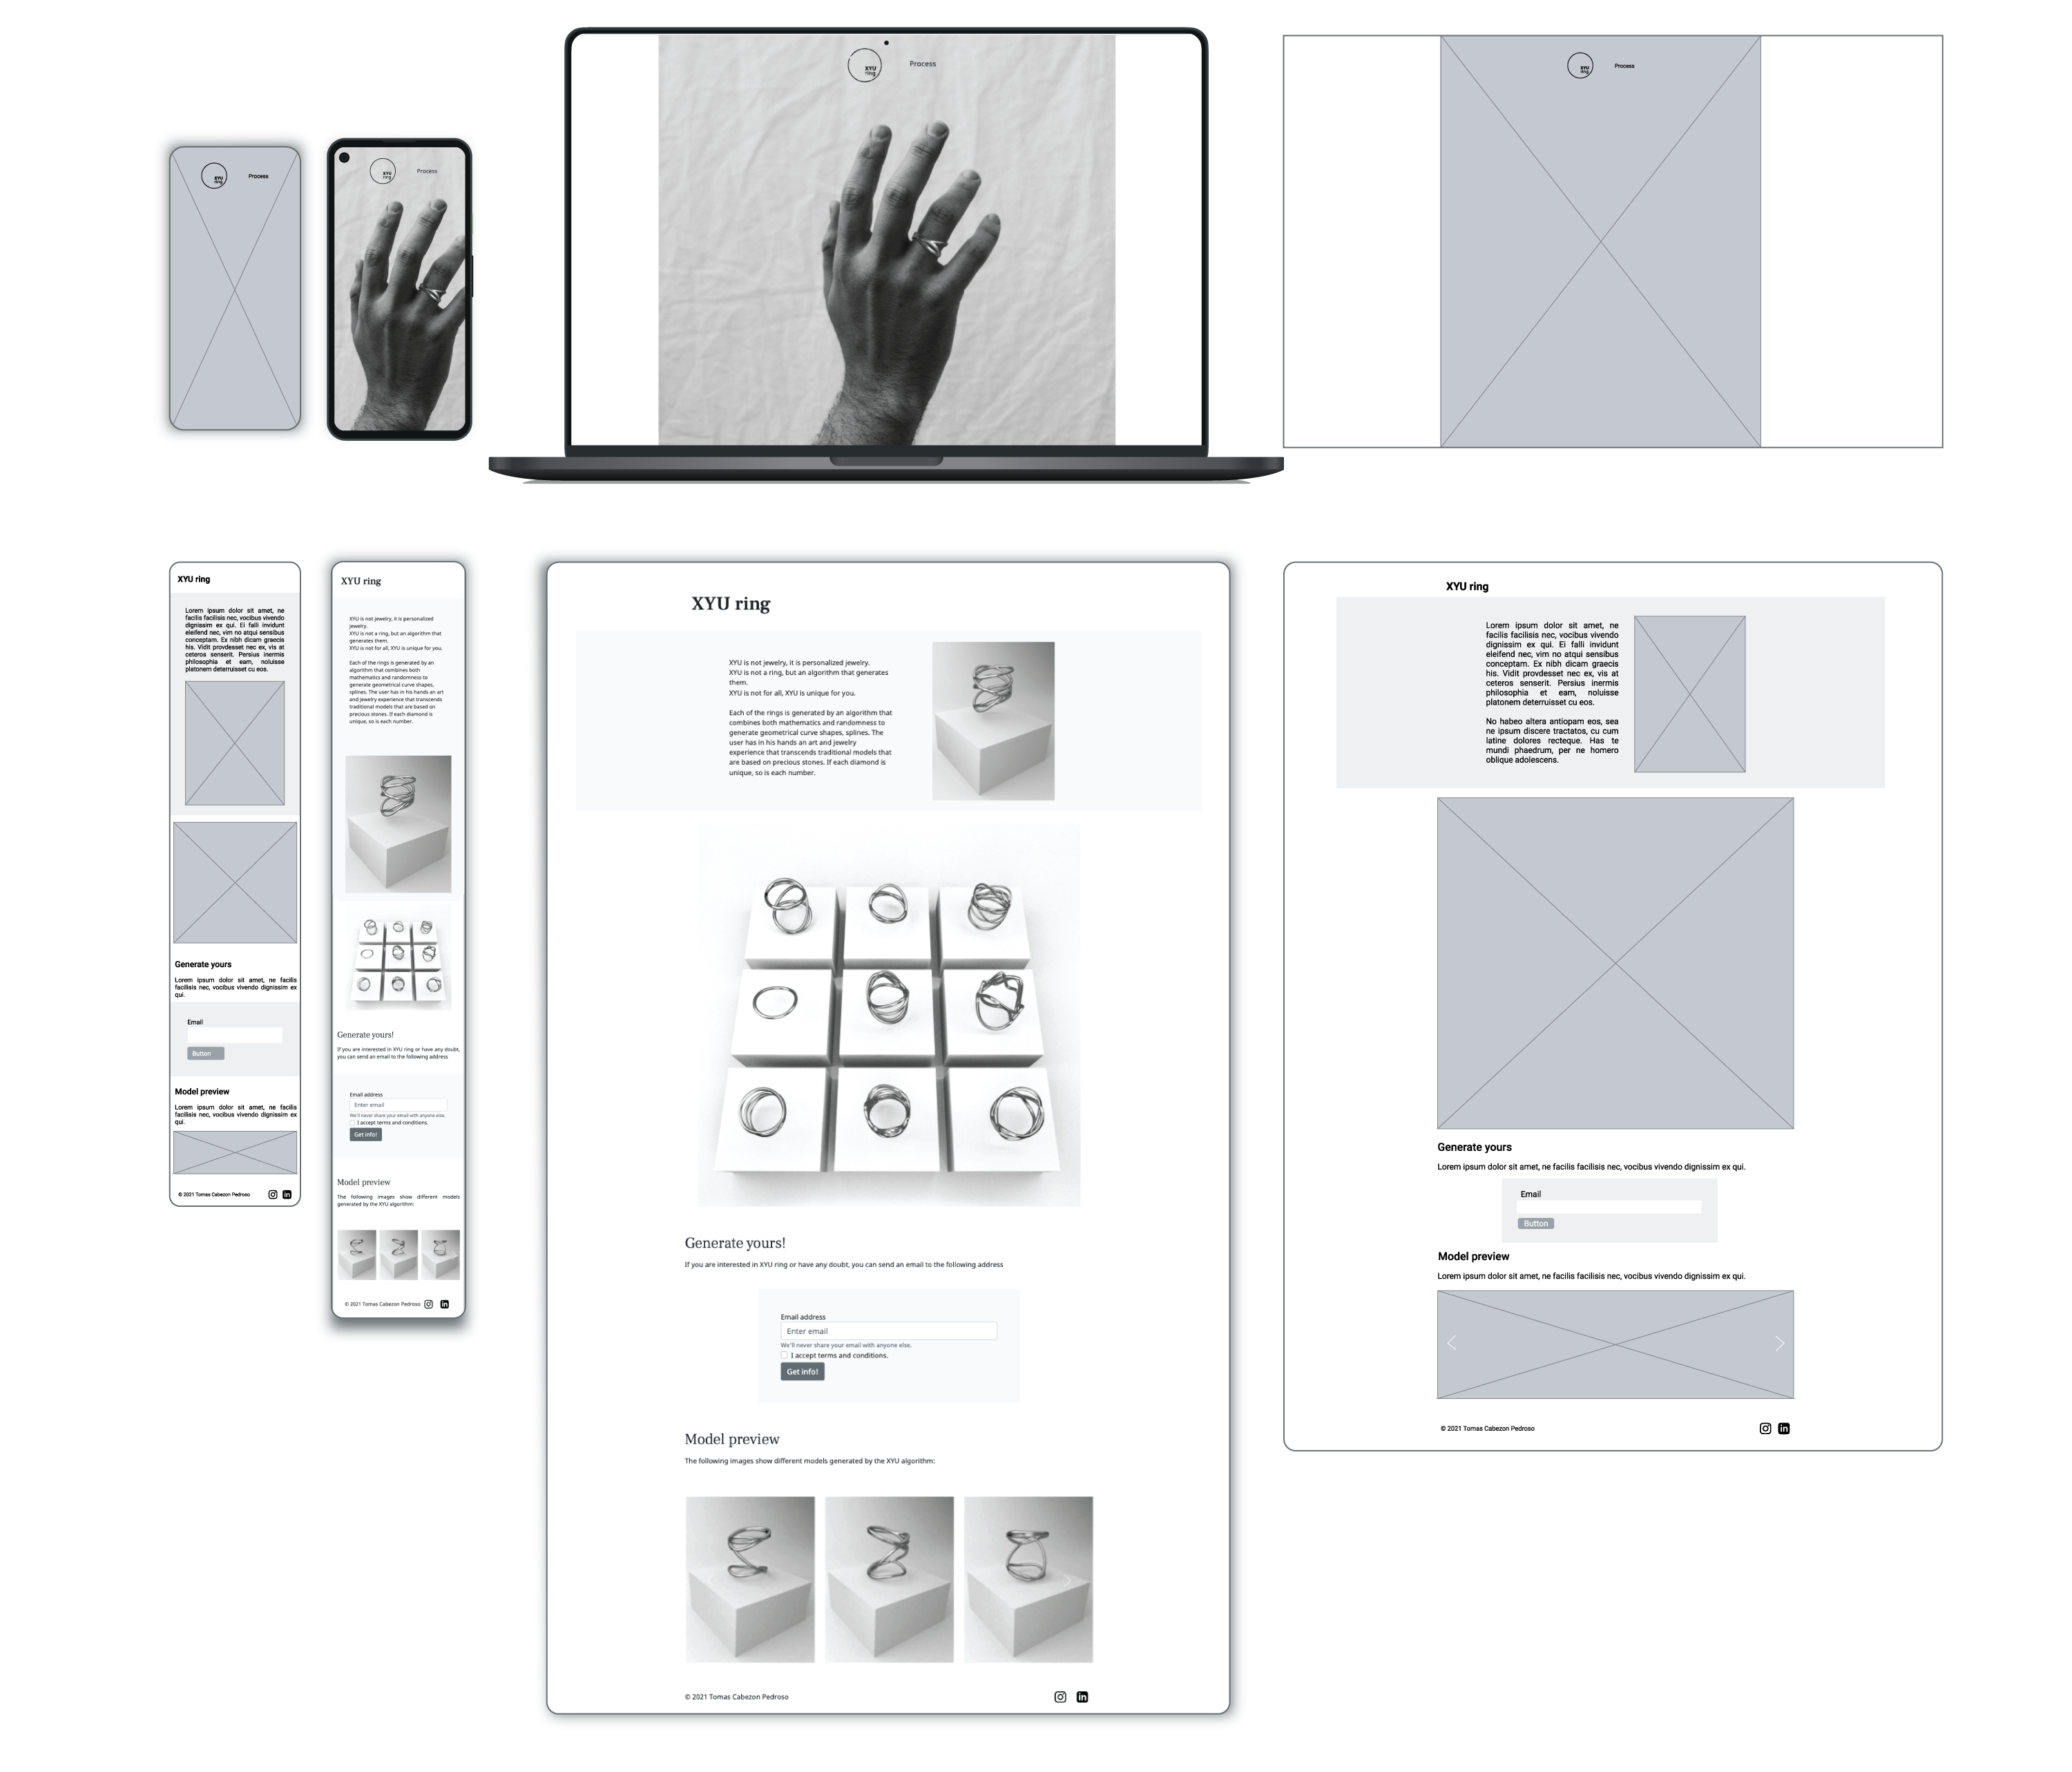 XYU
ring
Process
XYU
ring
Process
XYU
ring
Process
XYU
ring
Process
XYU ring
Lorem ipsum dolor sit amet, ne
facilis facilisis nec, vocibus vivendo
dignissim ex qui. Ei falli invidunt
eleifend nec, vim no atqui sensibus
conceptam. Ex nibh dicam graecis
his. Vidit provdesset nec ex, vis at
ceteros senserit. Persius inermis
philosophia et eam, noluisse
platonem deterruisset cu eos.
Generate yours
Lorem ipsum dolor sit amet, ne facilis
facilisis nec, vocibus vivendo dignissim ex
qui.
Email
Button
Model preview
Lorem ipsum dolor sit amet, ne facilis
facilisis nec, vocibus vivendo dignissim ex
qui.
© 2021 Tomas Cabezon Pedroso
XYU ring
XYU is not jewelry, it is personalized
jewelry.
XYU is not a ring, but an algorithm that
generates them.
XYU is not for all, XYU is unique for you.
Each of the rings is generated by an
algorithm that combines both
mathematics and randomness to
generate geometrical curve shapes,
splines. The user has in his hands an art
and jewelry experience that transcends
traditional models that are based on
precious stones. If each diamond is
unique, so is each number.
Generate yours!
If you are interested in XYU ring or have any doubt,
you can send an email to the following address
Email address
Enter email
We'll never share your email with anyone else.
I accept terms and conditions.
Get info!
Model preview
The following images show different models
generated by the XYU algorithm:
© 2021 Tomas Cabezon Pedroso
XYU ring
XYU is not jewelry, it is personalized jewelry.
XYU is not a ring, but an algorithm that generates
them.
XYU is not for all, XYU is unique for you.
Each of the rings is generated by an algorithm that
combines both mathematics and randomness to
generate geometrical curve shapes, splines. The
user has in his hands an art and jewelry
experience that transcends traditional models that
are based on precious stones. If each diamond is
unique, so is each number.
Generate yours!
If you are interested in XYU ring or have any doubt, you can send an email to the following address
Email address
Enter email
We'll never share your email with anyone else.
I accept terms and conditions.
Get info!
Model preview
The following images show different models generated by the XYU algorithm:
© 2021 Tomas Cabezon Pedroso
XYU ring
Lorem ipsum dolor sit amet, ne
facilis facilisis nec, vocibus vivendo
dignissim ex qui. Ei falli invidunt
eleifend nec, vim no atqui sensibus
conceptam. Ex nibh dicam graecis
his. Vidit provdesset nec ex, vis at
ceteros senserit. Persius inermis
philosophia et eam, noluisse
platonem deterruisset cu eos.
No habeo altera antiopam eos, sea
ne ipsum discere tractatos, cu cum
latine dolores recteque. Has te
mundi phaedrum, per ne homero
oblique adolescens.
Generate yours
Lorem ipsum dolor sit amet, ne facilis facilisis nec, vocibus vivendo dignissim ex qui.
Email
Button
Model preview
Lorem ipsum dolor sit amet, ne facilis facilisis nec, vocibus vivendo dignissim ex qui.
© 2021 Tomas Cabezon Pedroso